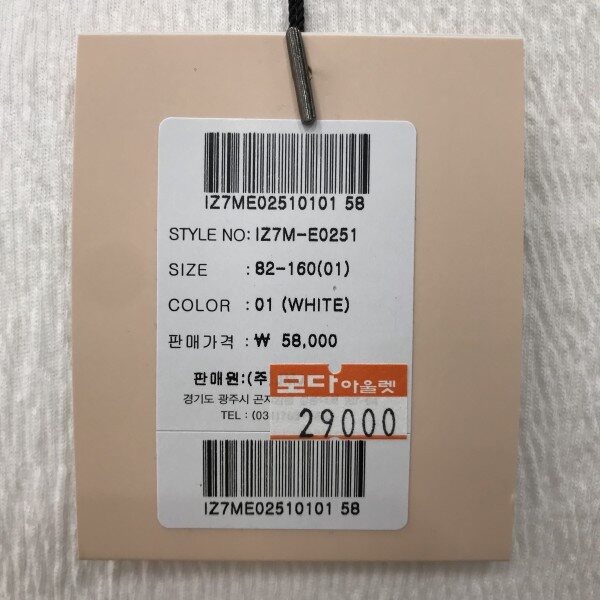 IZ7ME02510101 58
STYLE NO: IZ7M-E0251
SIZE : 82-160(01)
COLOR : 01 (WHITE)
판매가격 : ₩ 58,000
판매원:(주
모다아울렛
경기도 광주시 곤지
TEL : (03
29000
IZ7ME02510101 58